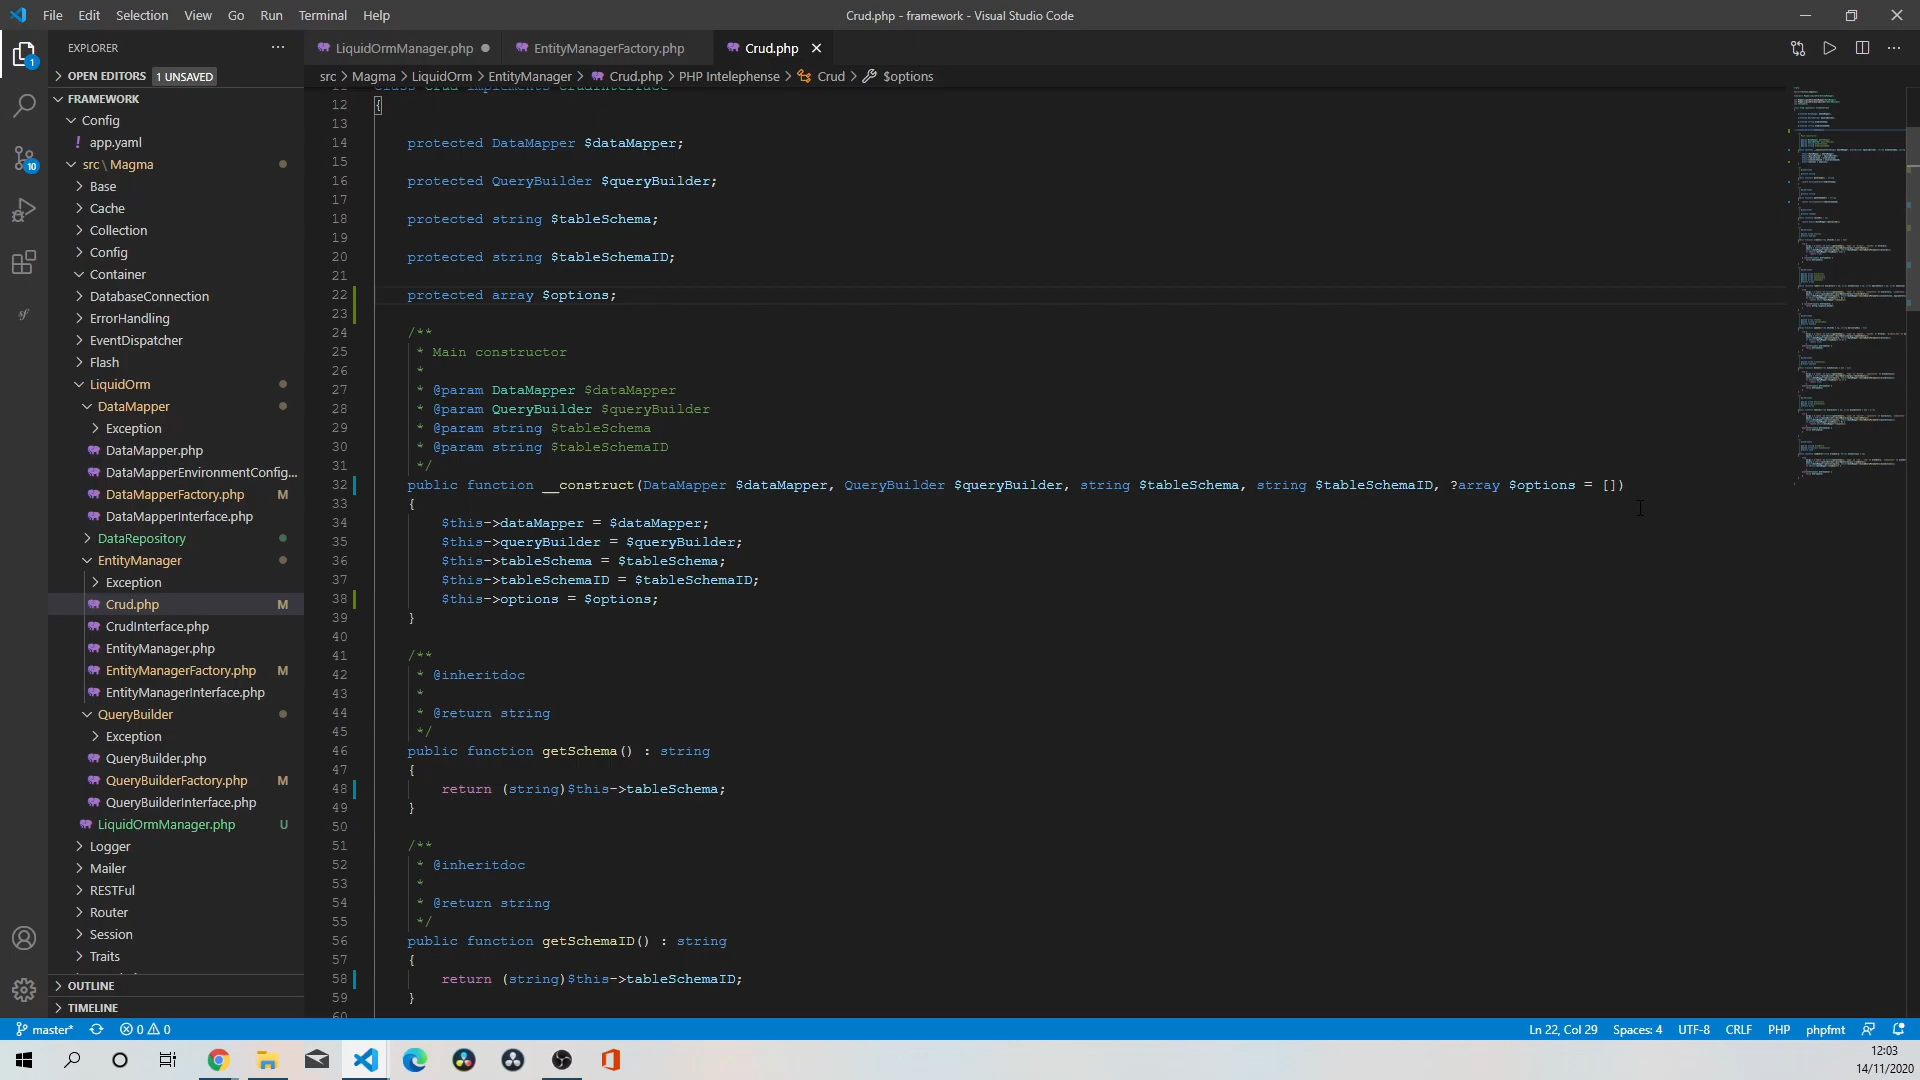 File Edit Selection View Go Run Terminal Help
Crud.php - framework - Visual Studio Code
EXPLORER
OPEN EDITORS 1 UNSAVED
FRAMEWORK
Config
! app.yaml
src \ Magma
Base
Cache
Collection
Config
Container
DatabaseConnection
ErrorHandling
EventDispatcher
Flash
LiquidOrm
DataMapper
Exception
DataMapper.php
DataMapperEnvironmentConfig...
DataMapperFactory.php M
DataMapperInterface.php
DataRepository
EntityManager
Exception
Crud.php M
CrudInterface.php
EntityManager.php
EntityManagerFactory.php M
EntityManagerInterface.php
QueryBuilder
Exception
QueryBuilder.php
QueryBuilderFactory.php M
QueryBuilderInterface.php
LiquidOrmManager.php U
Logger
Mailer
RESTFul
Router
Session
Traits
OUTLINE
TIMELINE
1
10
LiquidOrmManager.php
EntityManagerFactory.php
Crud.php
src > Magma > LiquidOrm > EntityManager > Crud.php > PHP Intelephense > Crud > $options
11 class Crud implements CrudInterface
12 {
13
14 protected DataMapper $dataMapper;
15
16 protected QueryBuilder $queryBuilder;
17
18 protected string $tableSchema;
19
20 protected string $tableSchemaID;
21
22 protected array $options;
23
24 /**
25 * Main constructor
26 *
27 * @param DataMapper $dataMapper
28 * @param QueryBuilder $queryBuilder
29 * @param string $tableSchema
30 * @param string $tableSchemaID
31 */
32 public function __construct(DataMapper $dataMapper, QueryBuilder $queryBuilder, string $tableSchema, string $tableSchemaID, ?array $options = [])
33 {
34 $this->dataMapper = $dataMapper;
35 $this->queryBuilder = $queryBuilder;
36 $this->tableSchema = $tableSchema;
37 $this->tableSchemaID = $tableSchemaID;
38 $this->options = $options;
39 }
40
41 /**
42 * @inheritdoc
43 *
44 * @return string
45 */
46 public function getSchema() : string
47 {
48 return (string)$this->tableSchema;
49 }
50
51 /**
52 * @inheritdoc
53 *
54 * @return string
55 */
56 public function getSchemaID() : string
57 {
58 return (string)$this->tableSchemaID;
59 }
60
master* 0 0
Ln 22, Col 29 Spaces: 4 UTF-8 CRLF PHP phpfmt
12:03
14/11/2020